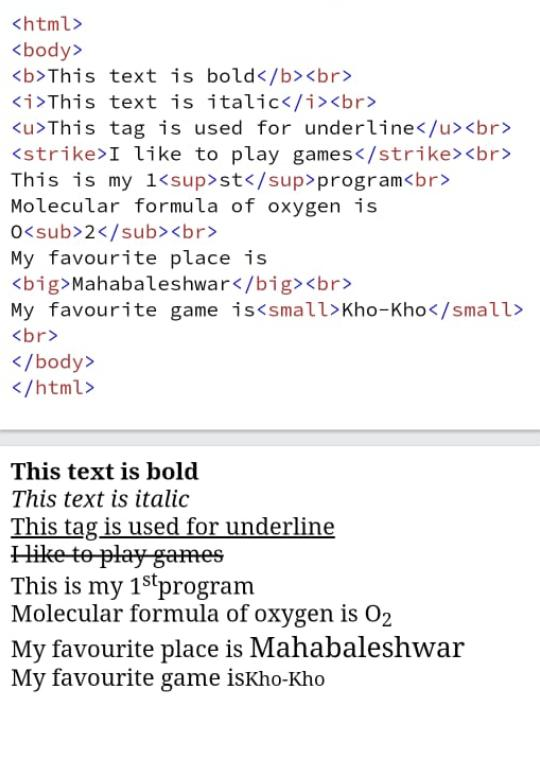 <html>
<body>
<b>This text is bold</b><br>
<i>This text is italic</i><br>
<u>This tag is used for underline</u><br>
<strike>I like to play games</strike><br>
This is my 1<sup>st</sup>program<br>
Molecular formula of oxygen is
O<sub>2</sub><br>
My favourite place is
<big>Mahabaleshwar</big><br>
My favourite game is<small>Kho-Kho</small>
<br>
</body>
</html>
This text is bold
This text is italic
This tag is used for underline
I like to play games
This is my 1stprogram
Molecular formula of oxygen is O2
My favourite place is Mahabaleshwar
My favourite game isKho-Kho